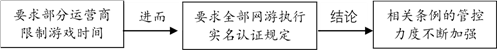 要求部分运营商
限制游戏时间
进而
要求全部网游执行
实名认证规定
结论
相关条例的管控
力度不断加强